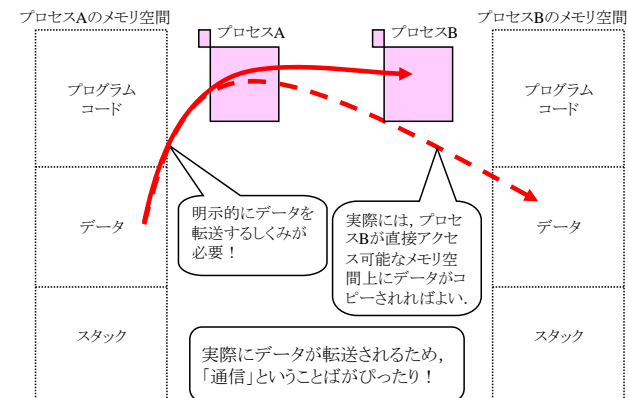 プロセスAのメモリ空間
プロセスA
プロセスB
プロセスBのメモリ空間
プログラム
コード
データ
スタック
明示的にデータを
転送するしくみが
必要！
実際には，プロセ
スBが直接アクセ
ス可能なメモリ空
間上にデータがコ
ピーされればよい．
プログラム
コード
データ
スタック
実際にデータが転送されるため，
「通信」ということばがぴったり！